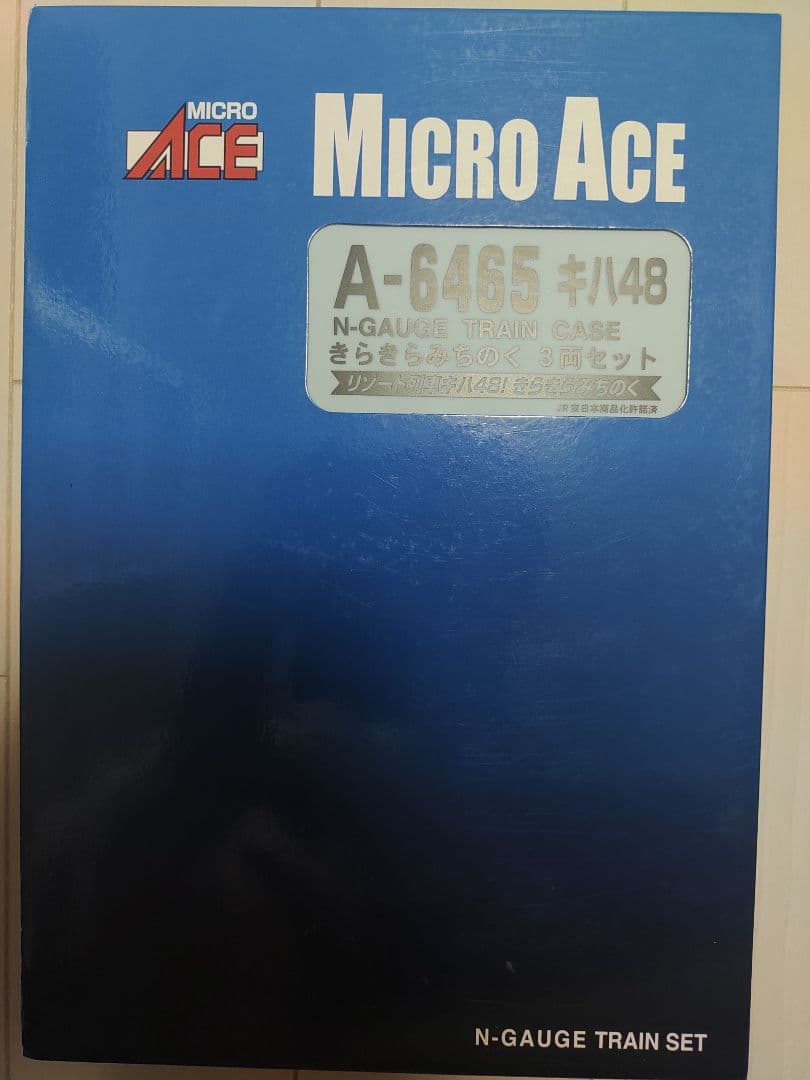 MICRO
ACE
MICRO ACE
A-6465 キハ48
N-GAUGE TRAIN CASE
きらきらみちのく 3両セット
リゾート列車キハ48! きらきらみちのく
JR東日本商品化許諾済
N-GAUGE TRAIN SET